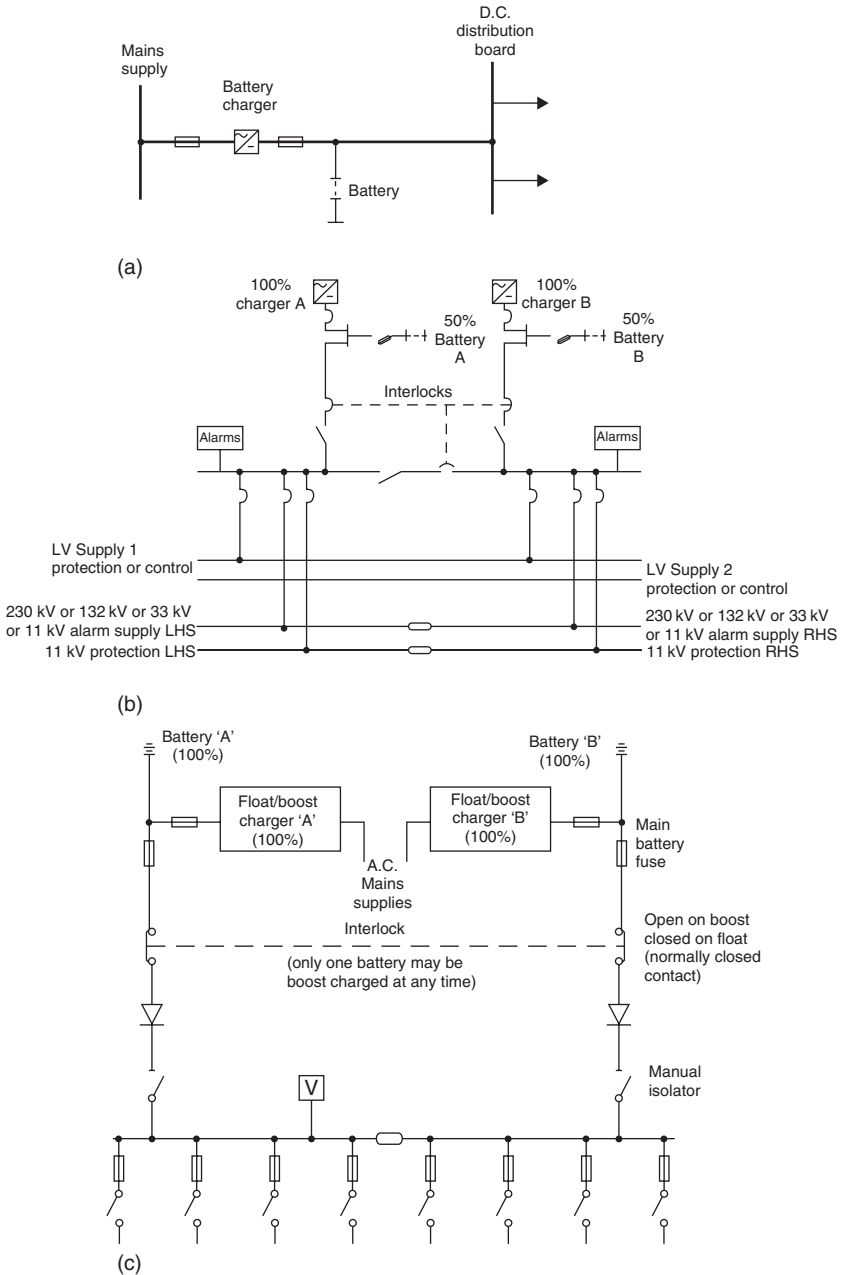 D.C.
distribution
board
Mains
supply
Battery
charger
Battery
(a)
100%
charger A
50%
Battery
A
100%
charger B
50%
Battery
B
Interlocks
Alarms
Alarms
LV Supply 1
protection or control
LV Supply 2
protection or control
230 kV or 132 kV or 33 kV
or 11 kV alarm supply LHS
230 kV or 132 kV or 33 kV
or 11 kV alarm supply RHS
11 kV protection LHS
11 kV protection RHS
(b)
Battery ‘A’
(100%)
Battery ‘B’
(100%)
Float/boost
charger ‘A’
(100%)
Float/boost
charger ‘B’
(100%)
Main
battery
fuse
A.C.
Mains
supplies
Interlock
(only one battery may be
boost charged at any time)
Open on boost
closed on float
(normally closed
contact)
Manual
isolator
V
(c)